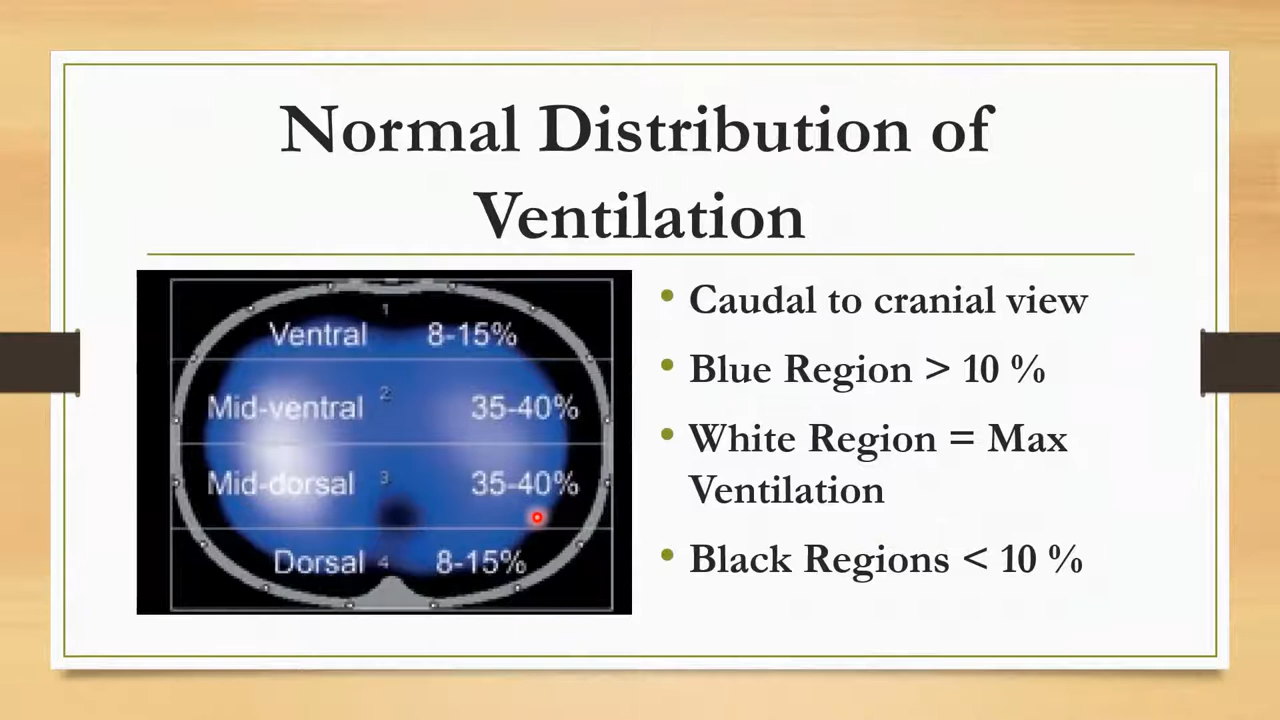 Normal Distribution of
Ventilation
1
Ventral 8-15%
Mid-ventral 2 35-40%
Mid-dorsal 3 35-40%
Dorsal 4 8-15%
• Caudal to cranial view
• Blue Region > 10 %
• White Region = Max
Ventilation
• Black Regions < 10 %